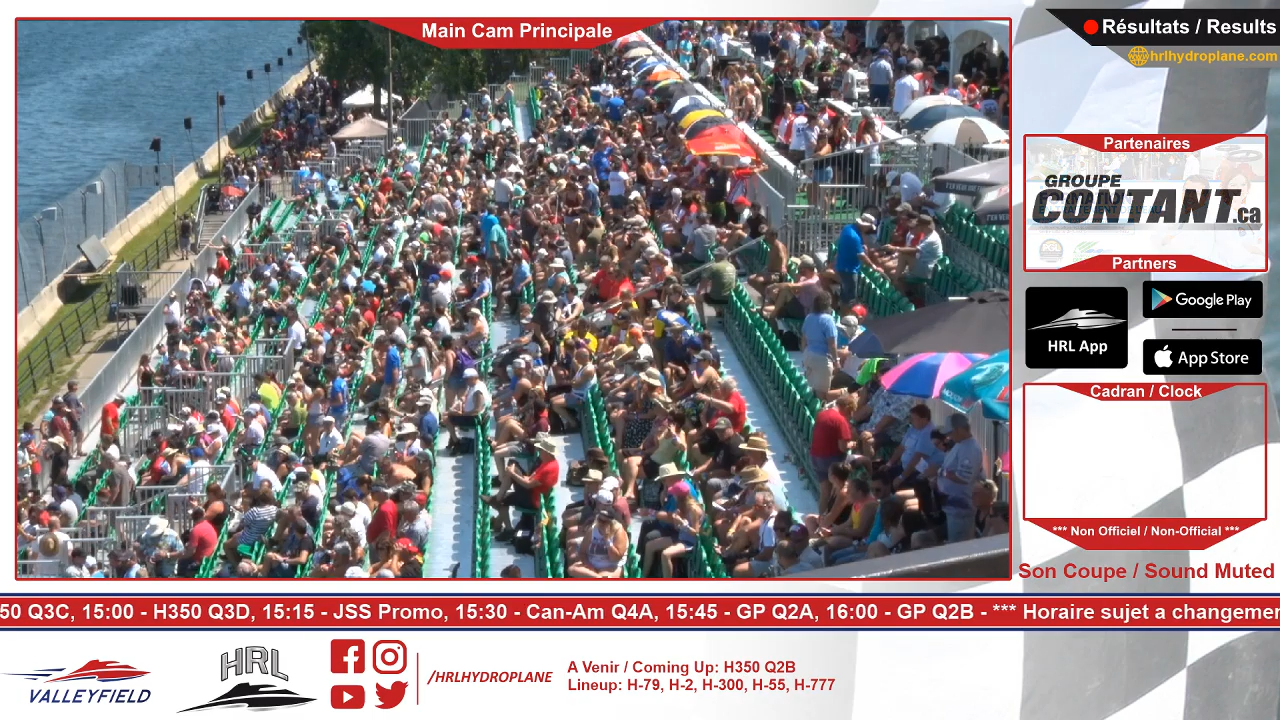 Main Cam Principale
Résultats / Results
hrlhydroplane.com
Partenaires
GROUPE
CONTANT.ca
Partners
HRL App
Google Play
App Store
Cadran / Clock
*** Non Officiel / Non-Official ***
Son Coupe / Sound Muted
50 Q3C, 15:00 - H350 Q3D, 15:15 - JSS Promo, 15:30 - Can-Am Q4A, 15:45 - GP Q2A, 16:00 - GP Q2B - *** Horaire sujet a changemen
VALLEYFIELD
HRL
/HRLHYDROPLANE
A Venir / Coming Up: H350 Q2B
Lineup: H-79, H-2, H-300, H-55, H-777